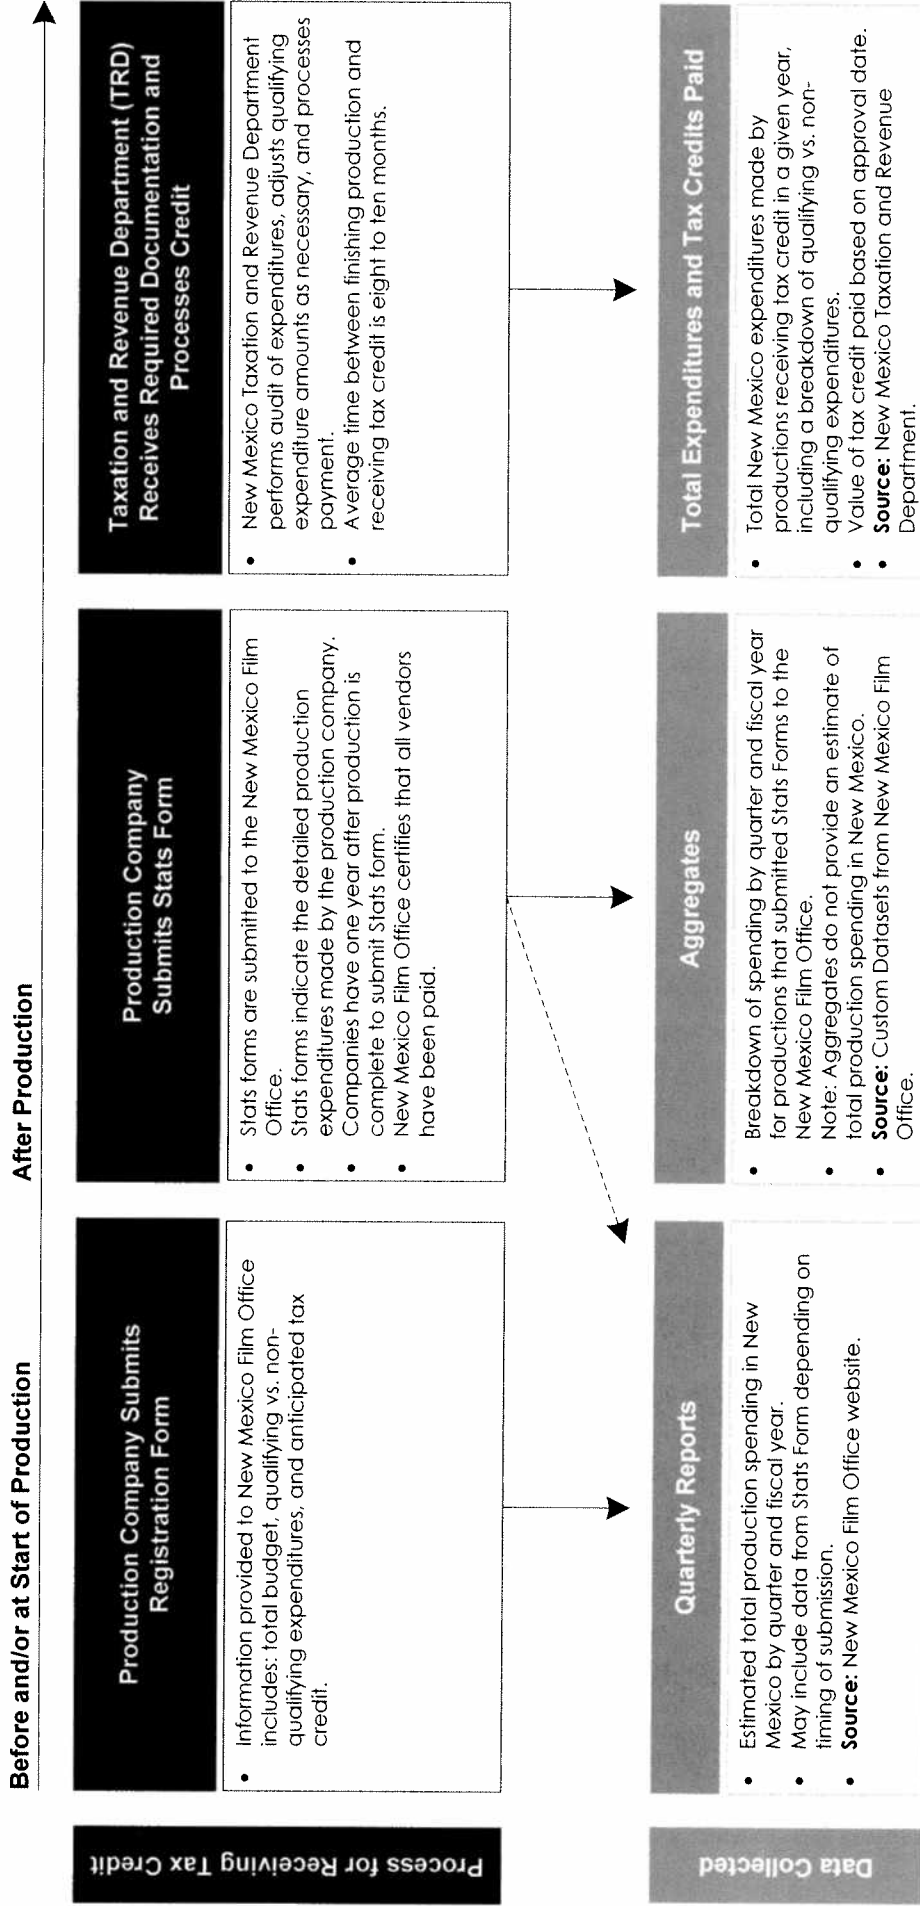 Before and/or at Start of Production
After Production
Process for Receiving Tax Credit
Production Company Submits
Registration Form
• Information provided to New Mexico Film Office
includes: total budget, qualifying vs. non-
qualifying expenditures, and anticipated tax
credit.
Production Company
Submits Stats Form
• Stats forms are submitted to the New Mexico Film
Office.
• Stats forms indicate the detailed production
expenditures made by the production company.
• Companies have one year after production is
complete to submit Stats form.
• New Mexico Film Office certifies that all vendors
have been paid.
Taxation and Revenue Department (TRD)
Receives Required Documentation and
Processes Credit
• New Mexico Taxation and Revenue Department
performs audit of expenditures, adjusts qualifying
expenditure amounts as necessary, and processes
payment.
• Average time between finishing production and
receiving tax credit is eight to ten months.
Data Collected
Quarterly Reports
• Estimated total production spending in New
Mexico by quarter and fiscal year.
• May include data from Stats Form depending on
timing of submission.
• Source: New Mexico Film Office website.
Aggregates
• Breakdown of spending by quarter and fiscal year
for productions that submitted Stats Forms to the
New Mexico Film Office.
• Note: Aggregates do not provide an estimate of
total production spending in New Mexico.
• Source: Custom Datasets from New Mexico Film
Office.
Total Expenditures and Tax Credits Paid
• Total New Mexico expenditures made by
productions receiving tax credit in a given year,
including a breakdown of qualifying vs. non-
qualifying expenditures.
• Value of tax credit paid based on approval date.
• Source: New Mexico Taxation and Revenue
Department.